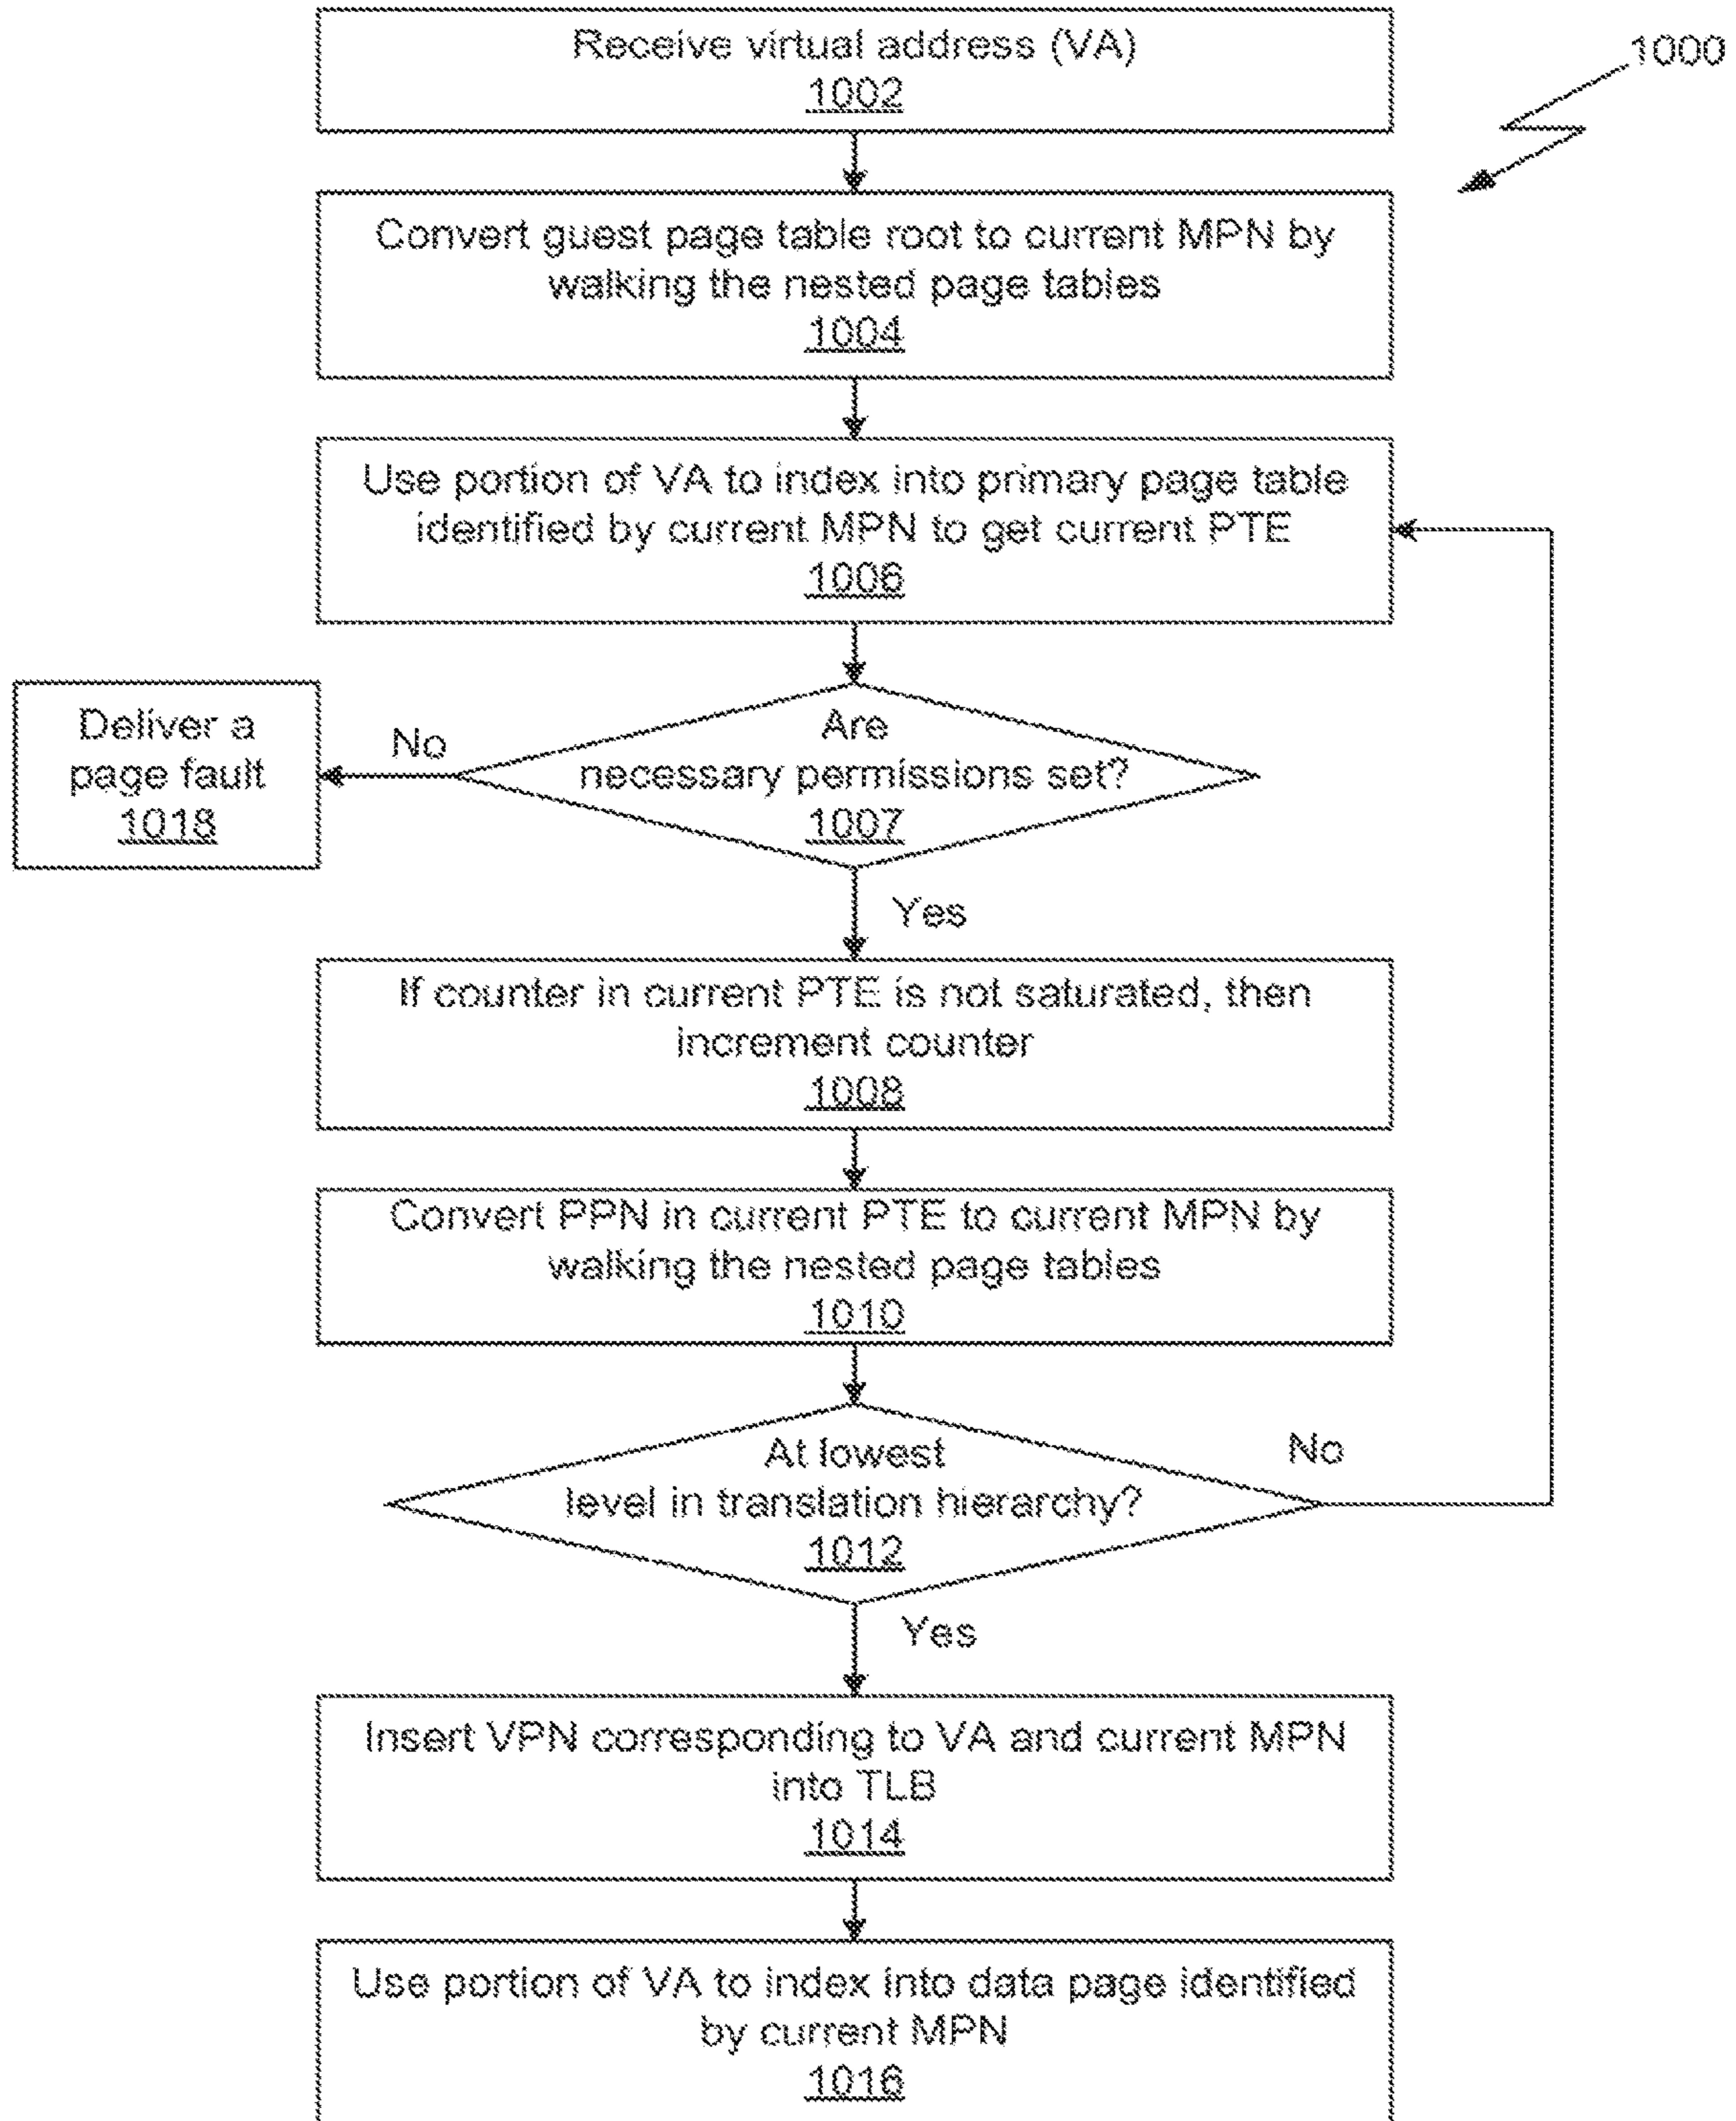 Receive virtual address (VA)
1002
1000
Convert guest page table root to current MPN by
walking the nested page tables
1004
Use portion of VA to index into primary page table
identified by current MPN to get current PTE
1006
Are
necessary permissions set?
1007
No
Deliver a
page fault
1018
Yes
If counter in current PTE is not saturated, then
increment counter
1008
Convert PPN in current PTE to current MPN by
walking the nested page tables
1010
At lowest
level in translation hierarchy?
1012
No
Yes
Insert VPN corresponding to VA and current MPN
into TLB
1014
Use portion of VA to index into data page identified
by current MPN
1016